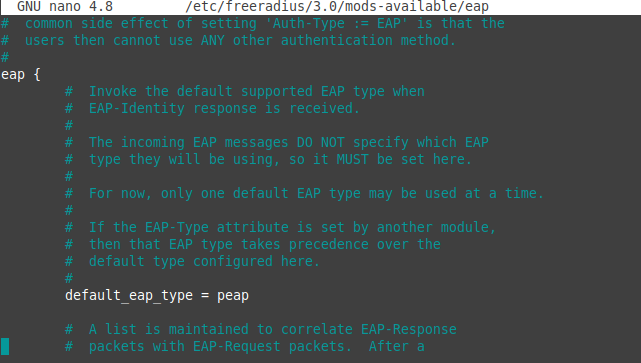 GNU nano 4.8 /etc/freeradius/3.0/mods-available/eap
# common side effect of setting 'Auth-Type := EAP' is that the
# users then cannot use ANY other authentication method.
#
eap {
# Invoke the default supported EAP type when
# EAP-Identity response is received.
#
# The incoming EAP messages DO NOT specify which EAP
# type they will be using, so it MUST be set here.
#
# For now, only one default EAP type may be used at a time.
#
# If the EAP-Type attribute is set by another module,
# then that EAP type takes precedence over the
# default type configured here.
#
default_eap_type = peap
# A list is maintained to correlate EAP-Response
# packets with EAP-Request packets. After a